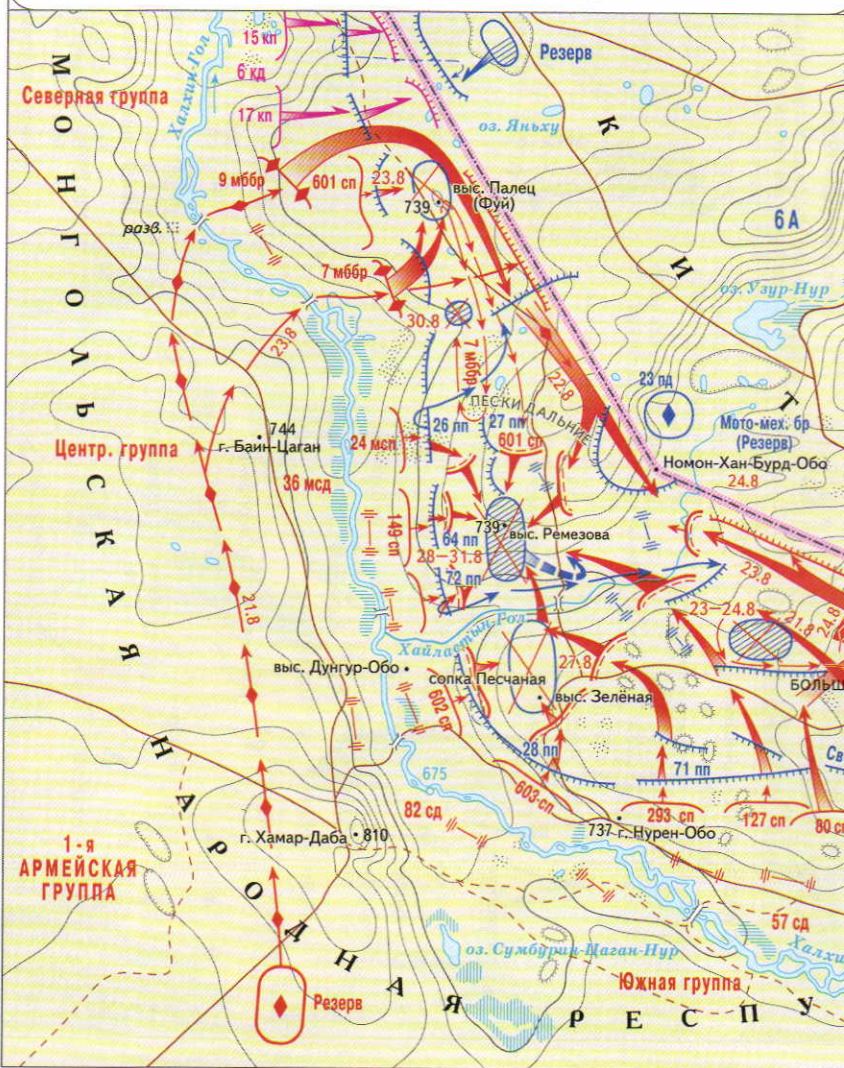 15 кп
6 кд
17 кп
Северная группа
Халхин-Гол
Резерв
оз. Яньху
9 мббр
601 сп
23.8
выс. Палец
(Фуй)
739
разв.
7 мббр
6А
оз. Узур-Нур
23.8
30.8
7 мббр
22.8
23 пд
Мото-мех. бр
(Резерв)
ПЕСКИ ДАЛЬНИЕ
26 пп
27 пп
601 сп
24 мсп
744
г. Баин-Цаган
Центр. группа
36 мсд
Номон-Хан-Бурд-Обо
24.8
149 сп
739
выс. Ремезова
64 пп
28–31.8
72 пп
21.8
23.8
23–24.8
21.8
24.8
Хайластын-Гол
27.8
БОЛЬШ
выс. Дунгур-Обо
сопка Песчаная
выс. Зелёная
602 сп
28 пп
71 пп
Св
675
603 сп
293 сп
127 сп
80 сп
82 сд
737 г. Нурен-Обо
г. Хамар-Даба
810
1-я
АРМЕЙСКАЯ
ГРУППА
57 сд
Халхи
оз. Сумбурин-Цаган-Нур
Южная группа
Резерв
МОНГОЛЬСКАЯ
НАРОДНАЯ
РЕСПУ
КИТ